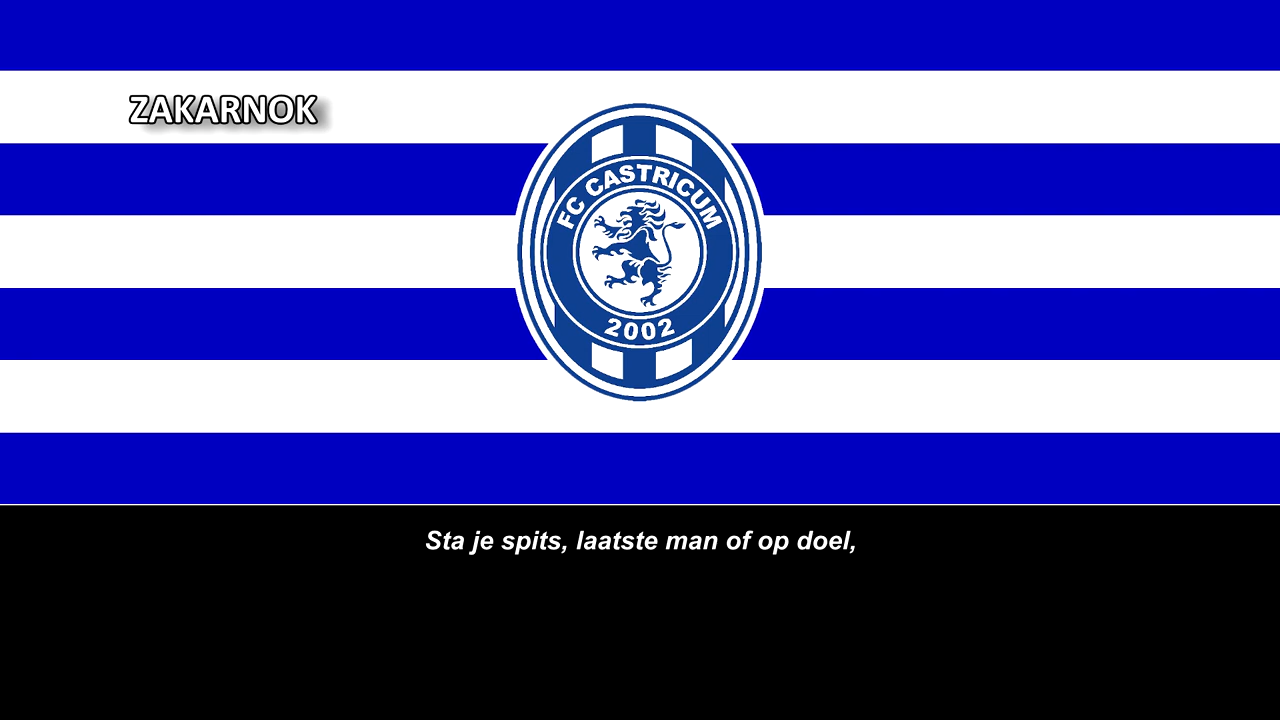 ZAKARNOK
FC CASTRICUM
2002
Sta je spits, laatste man of op doel,